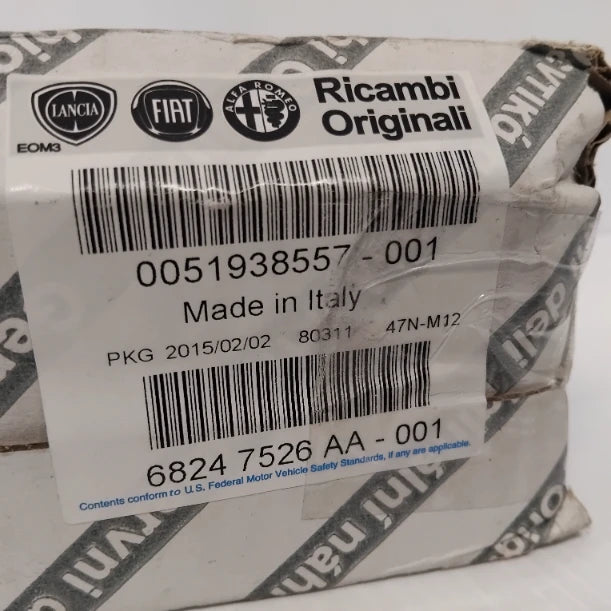 LANCIA FIAT ALFA ROMEO Ricambi
Originali
EOM3
0051938557 - 001
Made in Italy
PKG 2015/02/02 80311 47N-M12
6824 7526 AA - 001
Contents conform to U.S. Federal Motor Vehicle Safety Standards, if any are applicable.